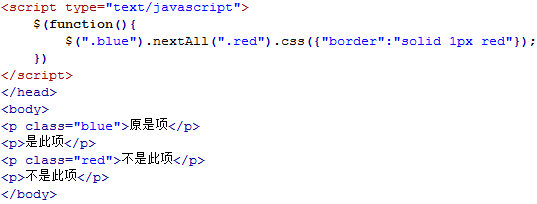 <script type="text/javascript">
    $(function(){
        $(".blue").nextAll(".red").css({"border":"solid 1px red"});
    })
</script>
</head>
<body>
<p class="blue">原是项</p>
<p>是此项</p>
<p class="red">不是此项</p>
<p>不是此项</p>
</body>